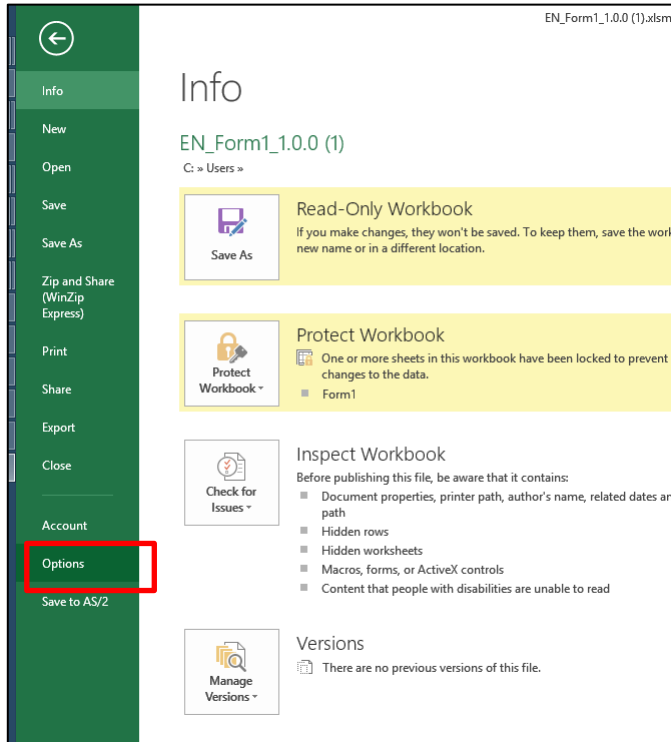 EN_Form1_1.0.0 (1).xlsm
Info
New
Open
Save
Save As
Zip and Share
(WinZip
Express)
Print
Share
Export
Close
Account
Options
Save to AS/2
Info
EN_Form1_1.0.0 (1)
C: » Users »
Save As
Read-Only Workbook
If you make changes, they won't be saved. To keep them, save the
new name or in a different location.
Protect
Workbook
Protect Workbook
One or more sheets in this workbook have been locked to prevent
changes to the data.
Form1
Check for
Issues
Inspect Workbook
Before publishing this file, be aware that it contains:
Document properties, printer path, author's name, related dates
path
Hidden rows
Hidden worksheets
Macros, forms, or ActiveX controls
Content that people with disabilities are unable to read
Manage
Versions
Versions
There are no previous versions of this file.